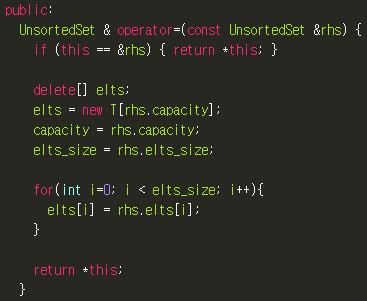 public:
  UnsortedSet & operator=(const UnsortedSet &rhs) {
    if (this == &rhs) { return *this; }

    delete[] elts;
    elts = new T[rhs.capacity];
    capacity = rhs.capacity;
    elts_size = rhs.elts_size;

    for(int i=0; i < elts_size; i++){
      elts[i] = rhs.elts[i];
    }

    return *this;
  }